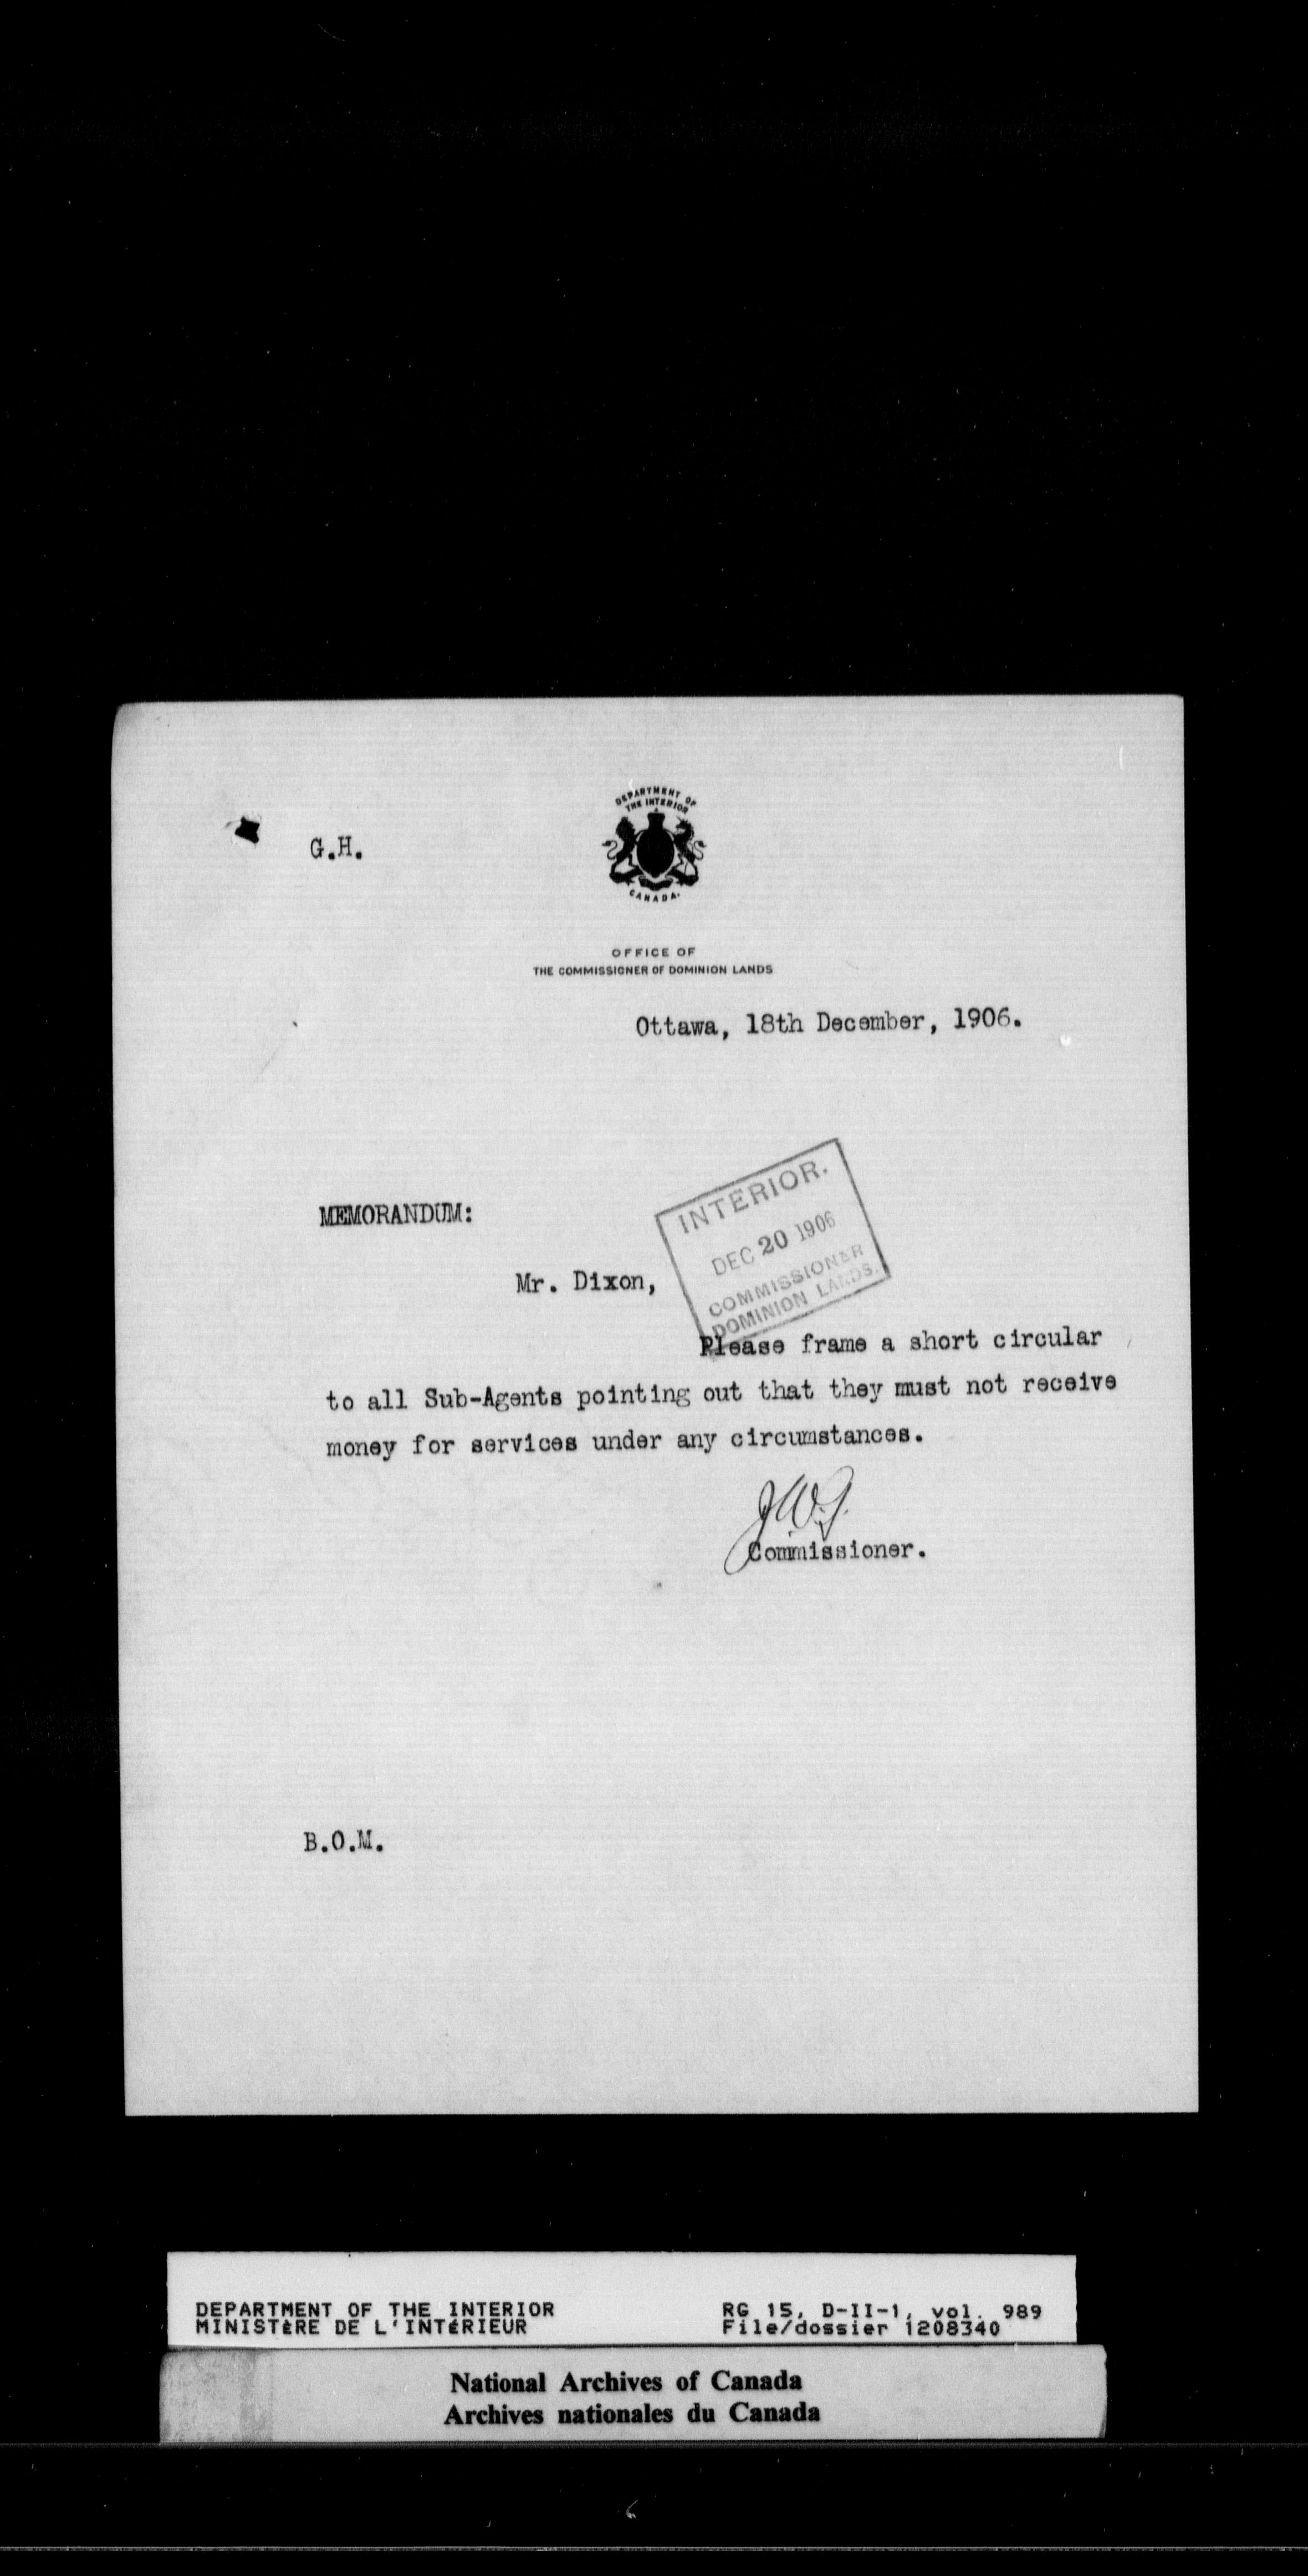 DEPARTMENT OF
THE INTERIOR
CANADA.
G.H.
OFFICE OF
THE COMMISSIONER OF DOMINION LANDS
Ottawa, 18th December, 1906.
INTERIOR.
DEC 20 1906
COMMISSIONER
DOMINION LANDS.
MEMORANDUM:
Mr. Dixon,
Please frame a short circular
to all Sub-Agents pointing out that they must not receive
money for services under any circumstances.
Commissioner.
B.O.M.
DEPARTMENT OF THE INTERIOR
MINISTÈRE DE L'INTÉRIEUR
RG 15, D-II-1, vol. 989
File/dossier 1208340
National Archives of Canada
Archives nationales du Canada